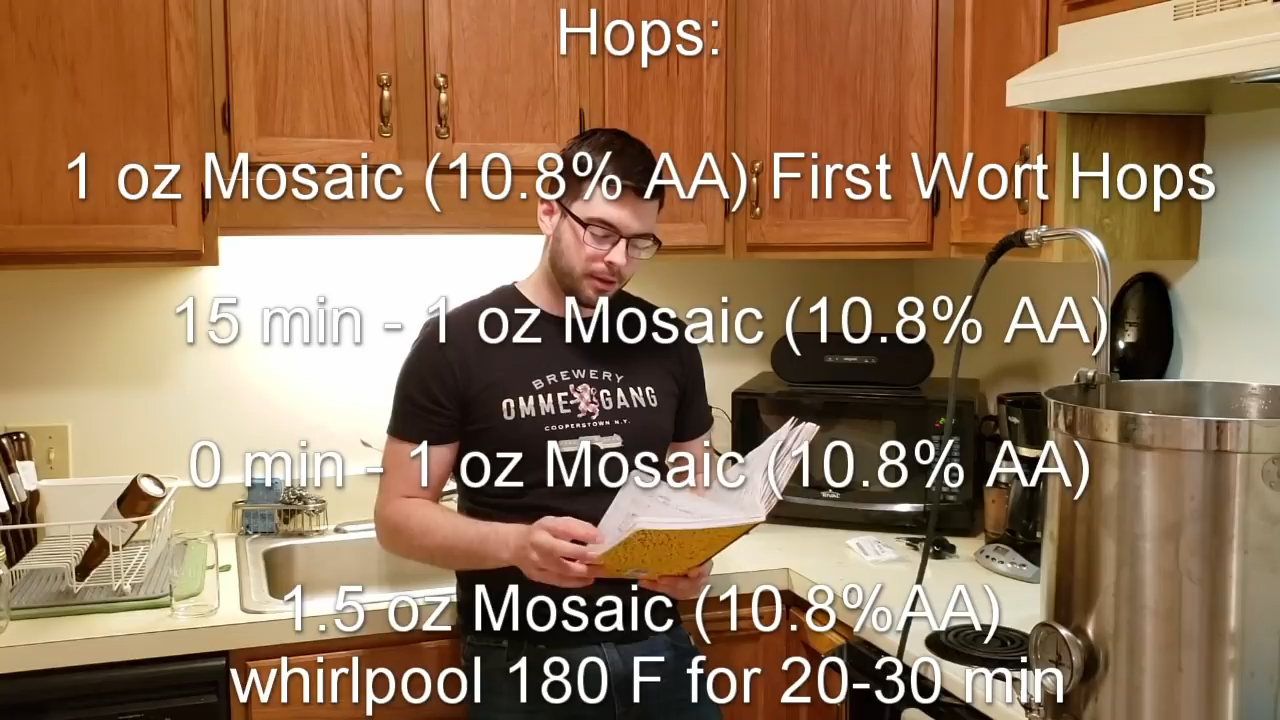 Hops:
1 oz Mosaic (10.8% AA) First Wort Hops
15 min - 1 oz Mosaic (10.8% AA)
BREWERY
OMMEGANG
COOPERSTOWN N.Y.
0 min - 1 oz Mosaic (10.8% AA)
RIVAL
1.5 oz Mosaic (10.8%AA)
whirlpool 180 F for 20-30 min